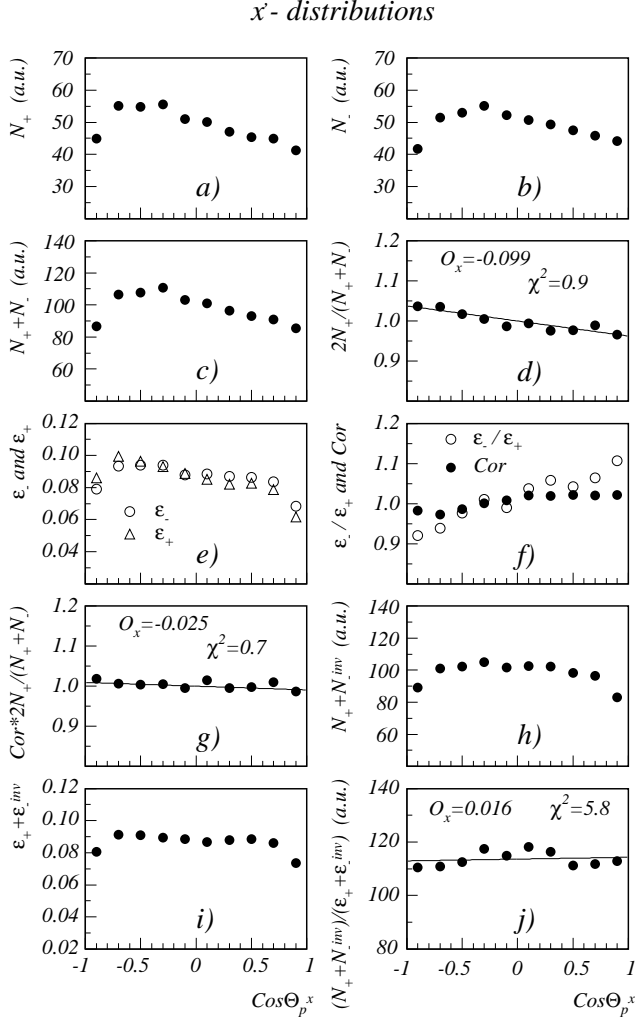 x' - distributions
N₊ (a.u.)
70
60
50
40
30
a)
N₋ (a.u.)
70
60
50
40
30
b)
N₊+N₋ (a.u.)
140
120
100
80
60
c)
2N₊/(N₊+N₋)
1.2
1.1
1.0
0.9
Oₓ=-0.099
χ²=0.9
d)
ε₋ and ε₊
0.12
0.10
0.08
0.06
0.04
ε₋
ε₊
e)
ε₋ / ε₊ and Cor
1.2
1.1
1.0
0.9
ε₋ / ε₊
Cor
f)
Cor*2N₊/(N₊+N₋)
1.2
1.1
1.0
0.9
Oₓ=-0.025
χ²=0.7
g)
N₊+N₋ⁱⁿᵛ (a.u.)
140
120
100
80
60
40
h)
ε₊+ε₋ⁱⁿᵛ
0.12
0.10
0.08
0.06
0.04
0.02
i)
-1 -0.5 0 0.5 1
CosΘₚˣ
(N₊+N₋ⁱⁿᵛ)/(ε₊+ε₋ⁱⁿᵛ) (a.u.)
140
120
100
80
Oₓ=0.016 χ²=5.8
j)
-1 -0.5 0 0.5 1
CosΘₚˣ